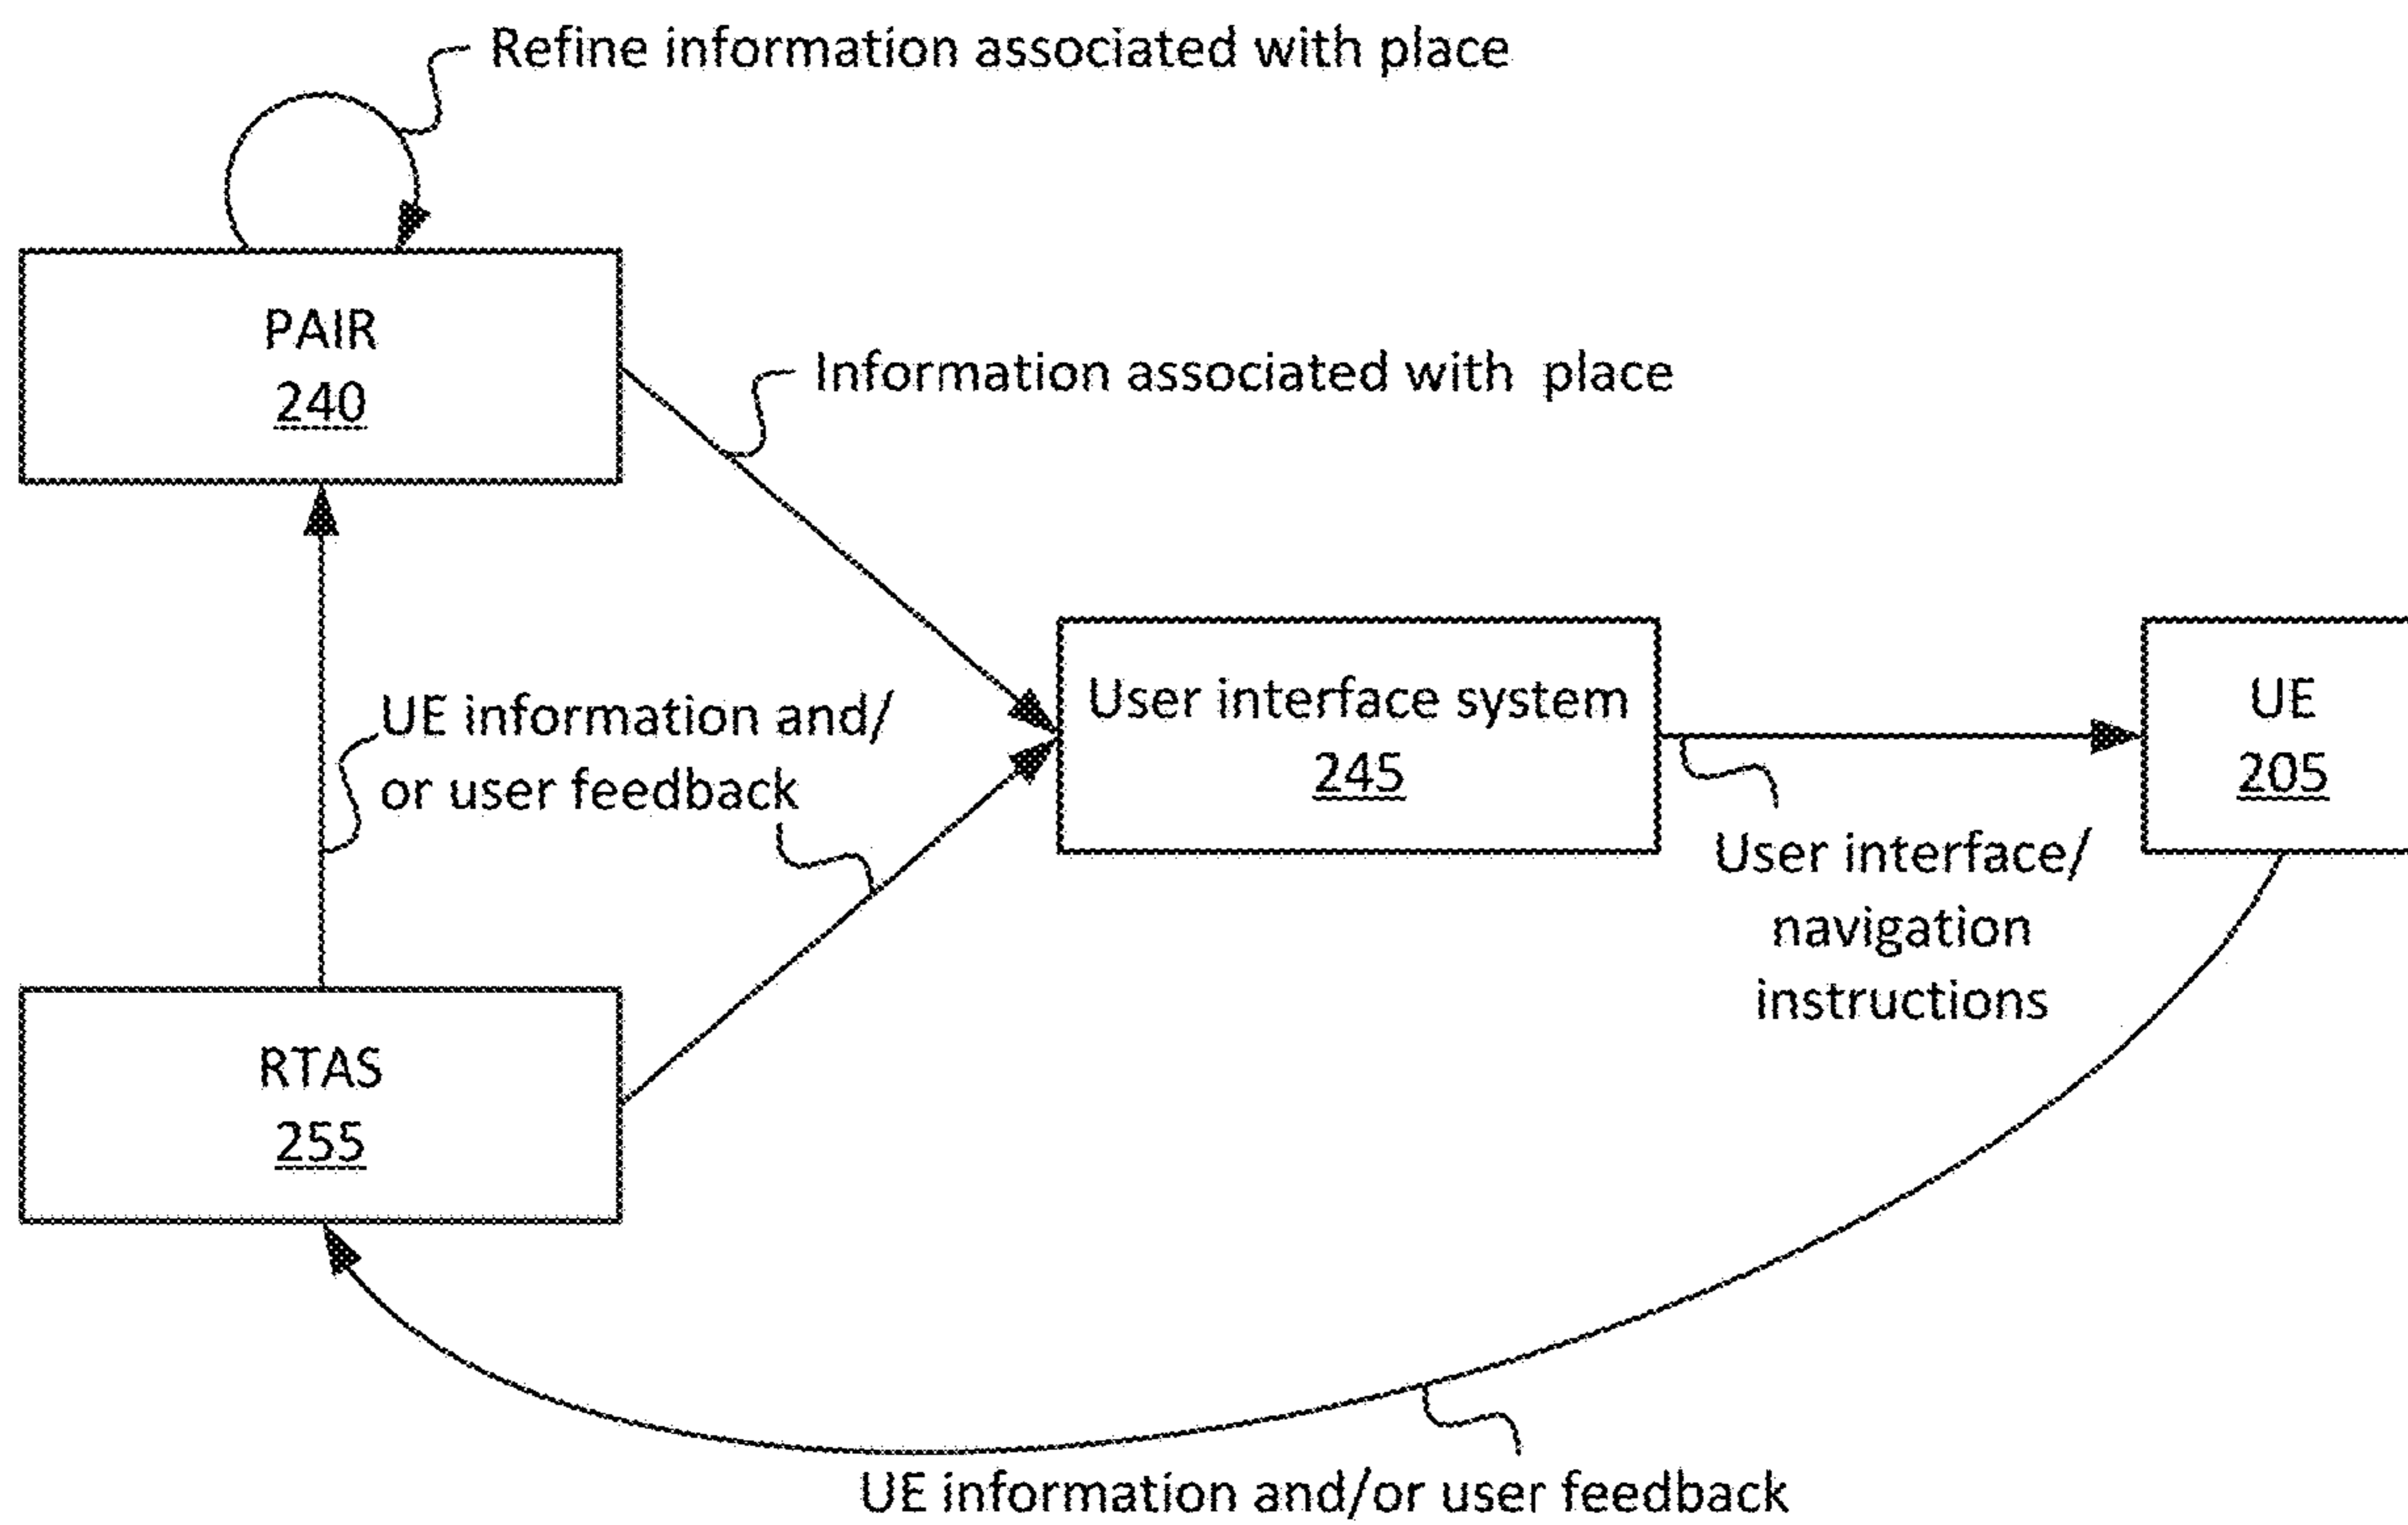 Refine information associated with place
PAIR
240
Information associated with place
UE information and/
or user feedback
User interface system
245
UE
205
User interface/
navigation
instructions
RTAS
255
UE information and/or user feedback